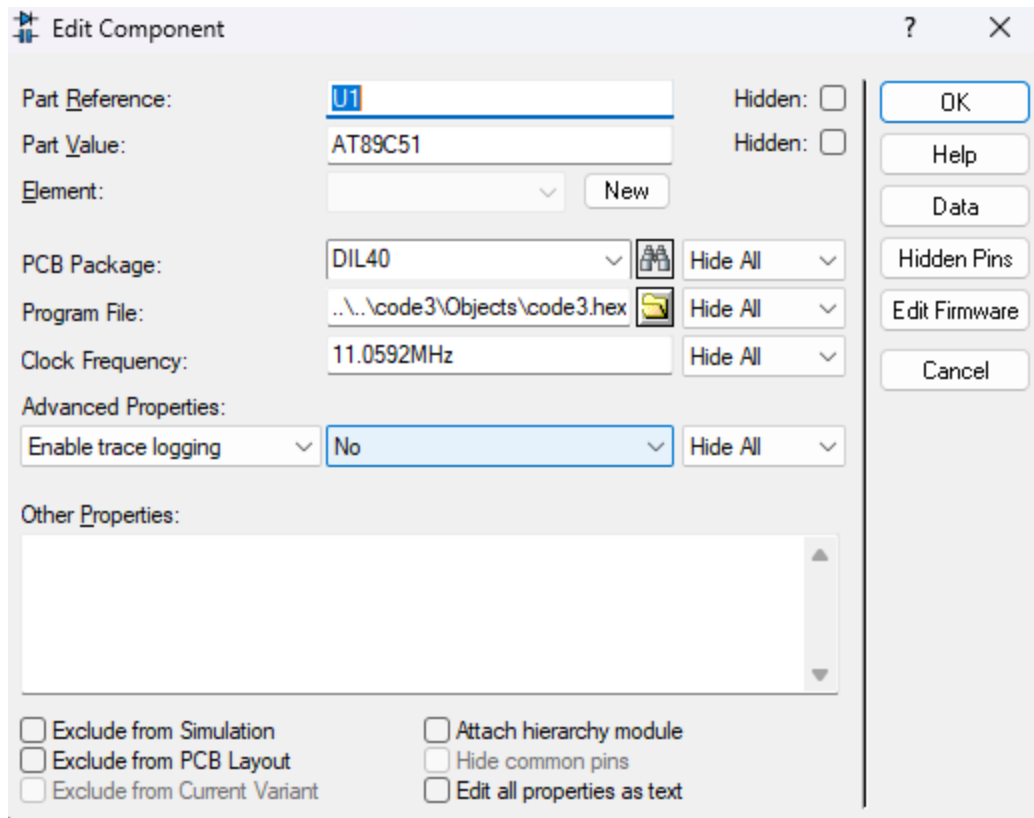 Edit Component ?
Part Reference: U1 Hidden: OK
Part Value: AT89C51 Hidden: Help
Element: New Data
PCB Package: DIL40 Hide All Hidden Pins
Program File: ..\..\code3\Objects\code3.hex Hide All Edit Firmware
Clock Frequency: 11.0592MHz Hide All Cancel
Advanced Properties:
Enable trace logging No Hide All
Other Properties:
Exclude from Simulation Attach hierarchy module
Exclude from PCB Layout Hide common pins
Exclude from Current Variant Edit all properties as text